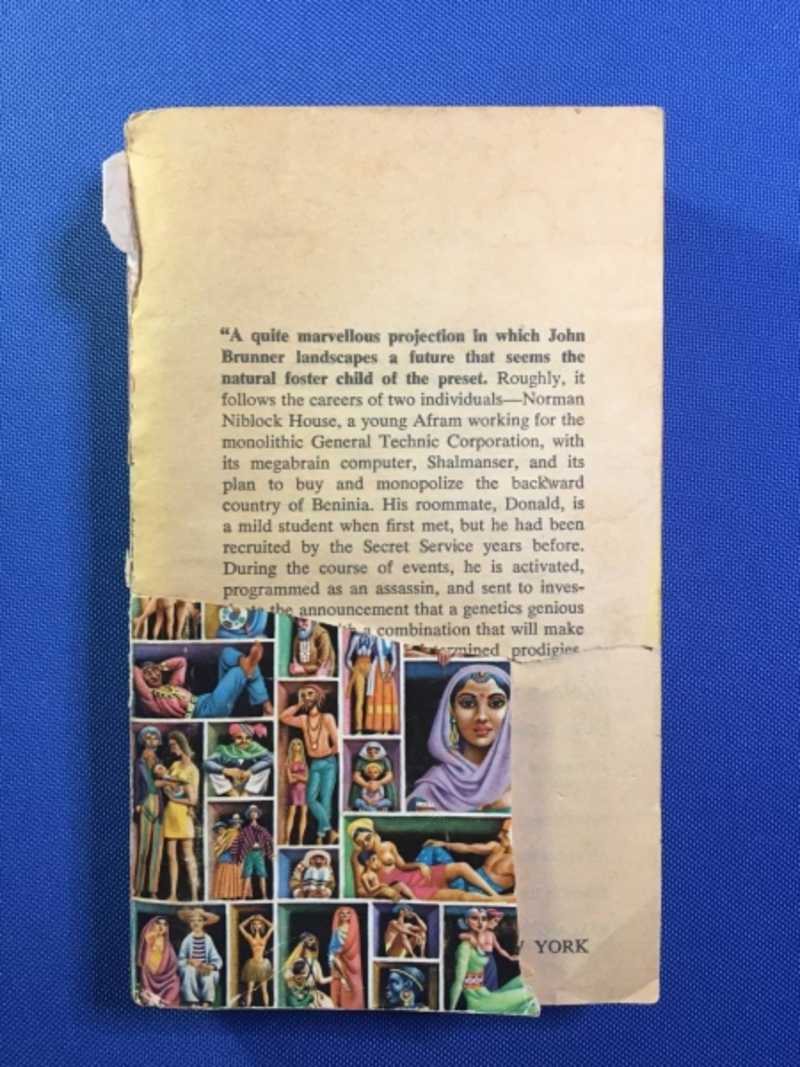 “A quite marvellous projection in which John
Brunner landscapes a future that seems the
natural foster child of the preset. Roughly, it
follows the careers of two individuals—Norman
Niblock House, a young Afram working for the
monolithic General Technic Corporation, with
its megabrain computer, Shalmanser, and its
plan to buy and monopolize the backward
country of Beninia. His roommate, Donald, is
a mild student when first met, but he had been
recruited by the Secret Service years before.
During the course of events, he is activated,
programmed as an assassin, and sent to inves-
the announcement that a genetics genious
a combination that will make
prodigies.
YORK